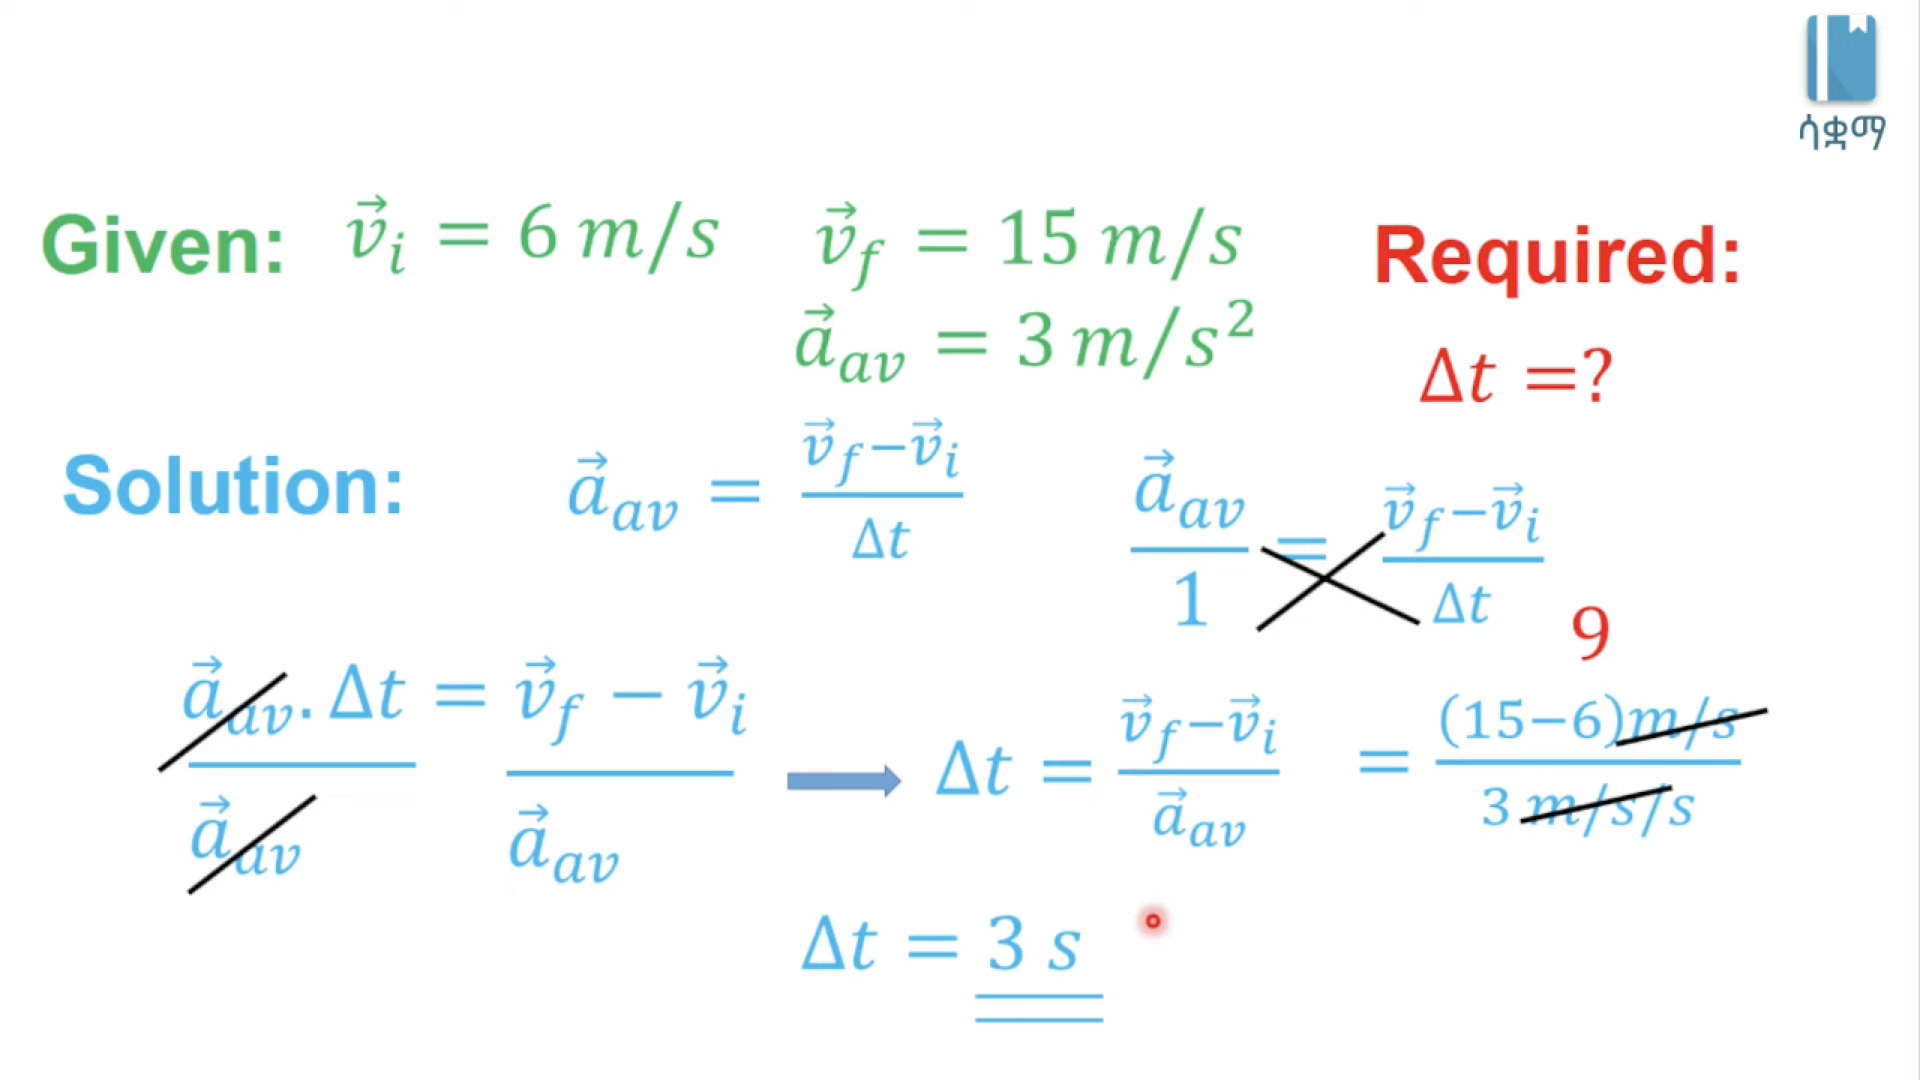 ሳቋማ
Given: v⃗ᵢ = 6 m/s v⃗_f = 15 m/s Required:
a⃗_av = 3 m/s² Δt =?
Solution: a⃗_av = (v⃗_f − v⃗ᵢ)/Δt a⃗_av/1 = (v⃗_f − v⃗ᵢ)/Δt
9
(a⃗_av . Δt)/a⃗_av = (v⃗_f − v⃗ᵢ)/a⃗_av Δt = (v⃗_f − v⃗ᵢ)/a⃗_av = (15−6)m/s / 3 m/s/s
Δt = 3 s